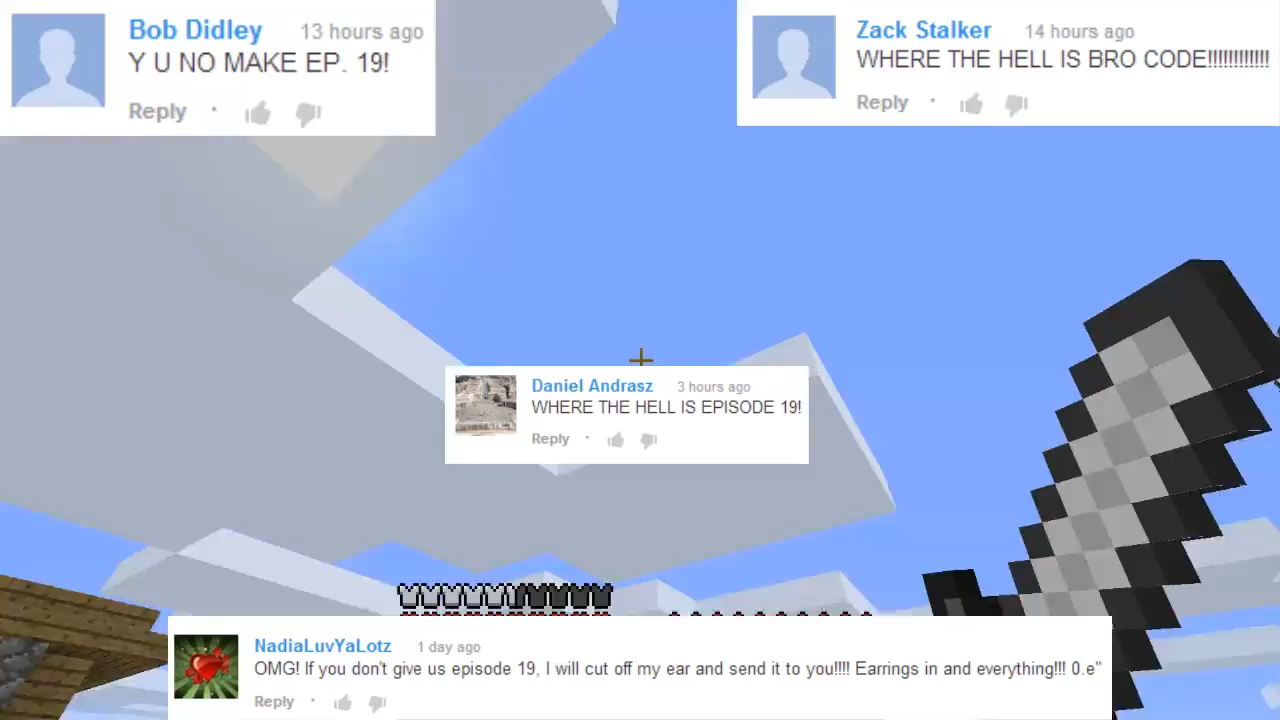 Bob Didley 13 hours ago
Y U NO MAKE EP. 19!
Reply ·
Zack Stalker 14 hours ago
WHERE THE HELL IS BRO CODE!!!!!!!!!!!!!
Reply ·
Daniel Andrasz 3 hours ago
WHERE THE HELL IS EPISODE 19!
Reply ·
NadiaLuvYaLotz 1 day ago
OMG! If you don't give us episode 19, I will cut off my ear and send it to you!!!! Earrings in and everything!!! 0.e"
Reply ·